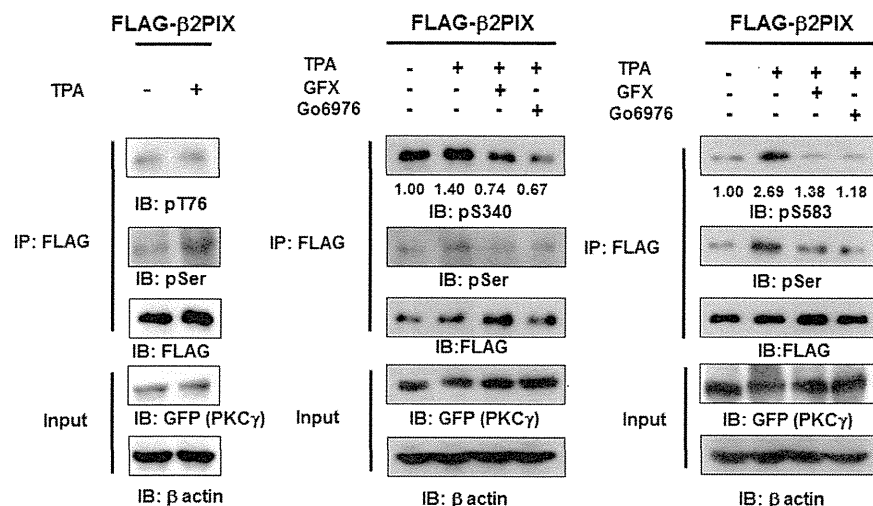 FLAG-β2PIX
TPA - +
IB: pT76
IP: FLAG
IB: pSer
IB: FLAG
Input
IB: GFP (PKCγ)
IB: β actin
FLAG-β2PIX
TPA - + + +
GFX - - + -
Go6976 - - - +
1.00 1.40 0.74 0.67
IB: pS340
IP: FLAG
IB: pSer
IB:FLAG
Input
IB: GFP (PKCγ)
IB: β actin
FLAG-β2PIX
TPA - + + +
GFX - - + -
Go6976 - - - +
1.00 2.69 1.38 1.18
IB: pS583
IP: FLAG
IB: pSer
IB:FLAG
Input
IB: GFP (PKCγ)
IB: β actin